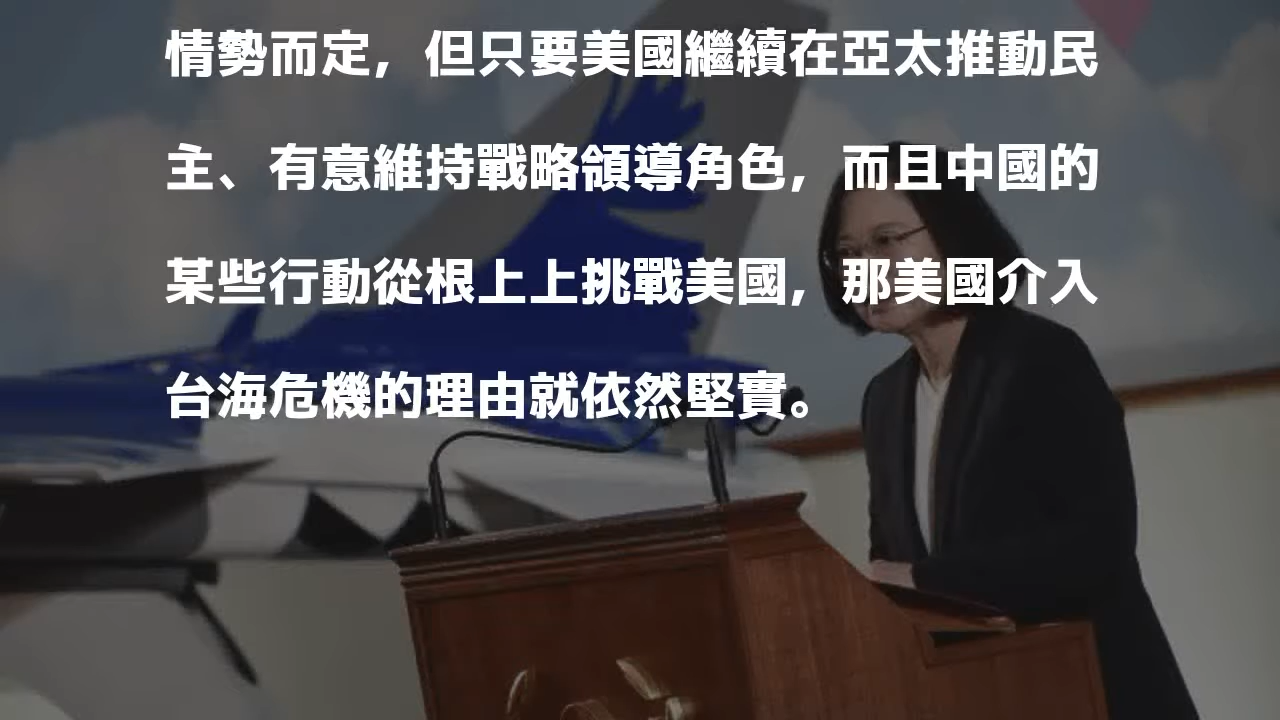 情勢而定，但只要美國繼續在亞太推動民
主、有意維持戰略領導角色，而且中國的
某些行動從根上上挑戰美國，那美國介入
台海危機的理由就依然堅實。